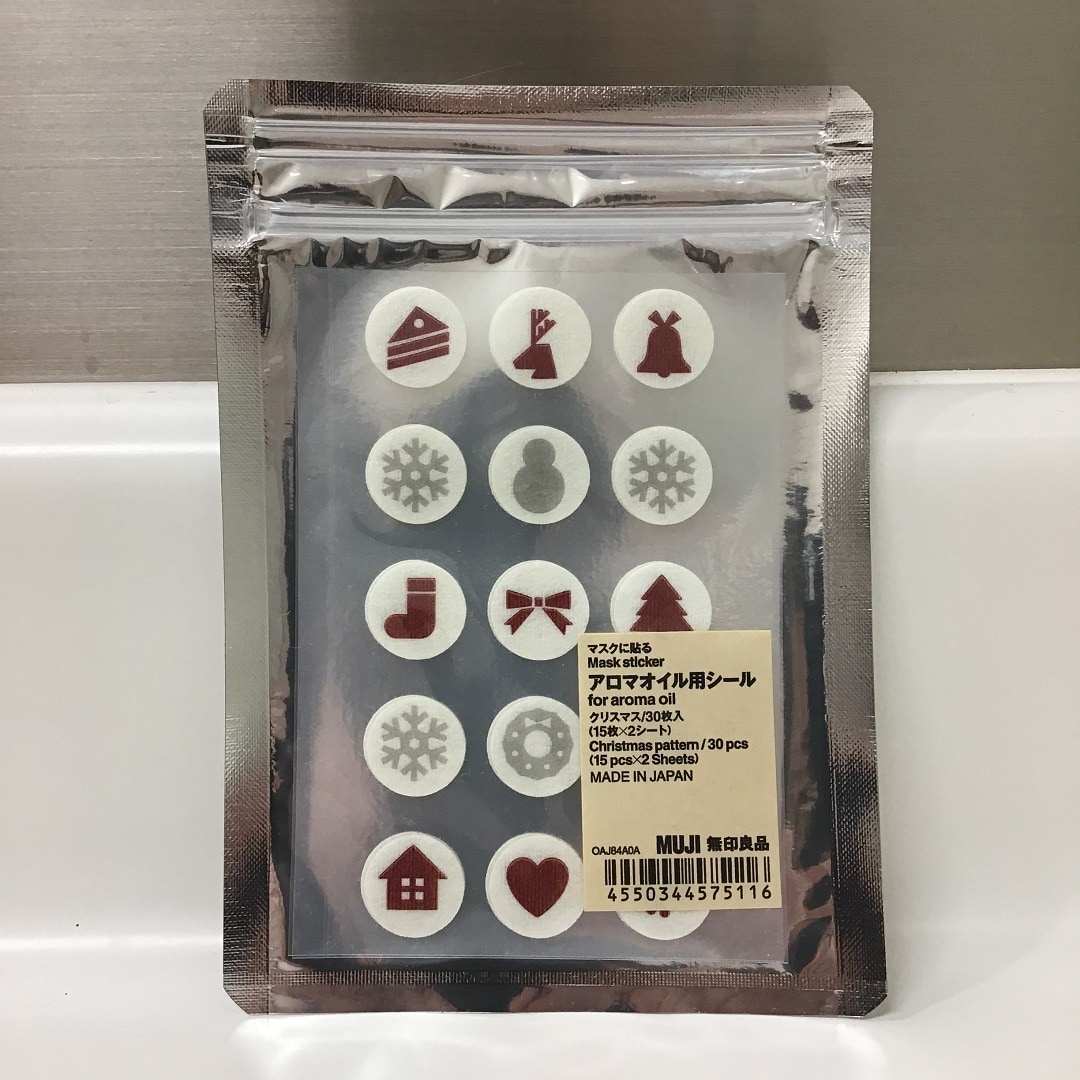 マスクに貼る
Mask sticker
アロマオイル用シール
for aroma oil
クリスマス/30枚入
(15枚×2シート)
Christmas pattern / 30 pcs
(15 pcs×2 Sheets)
MADE IN JAPAN
OAJ84A0A MUJI 無印良品
4550344575116